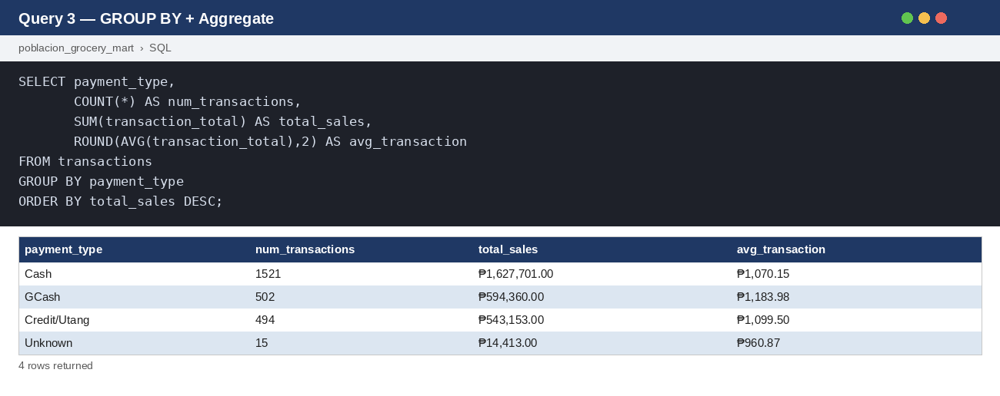 Query 3 — GROUP BY + Aggregate
poblacion_grocery_mart › SQL
SELECT payment_type,
       COUNT(*) AS num_transactions,
       SUM(transaction_total) AS total_sales,
       ROUND(AVG(transaction_total),2) AS avg_transaction
FROM transactions
GROUP BY payment_type
ORDER BY total_sales DESC;
payment_type num_transactions total_sales avg_transaction
Cash 1521 ₱1,627,701.00 ₱1,070.15
GCash 502 ₱594,360.00 ₱1,183.98
Credit/Utang 494 ₱543,153.00 ₱1,099.50
Unknown 15 ₱14,413.00 ₱960.87
4 rows returned